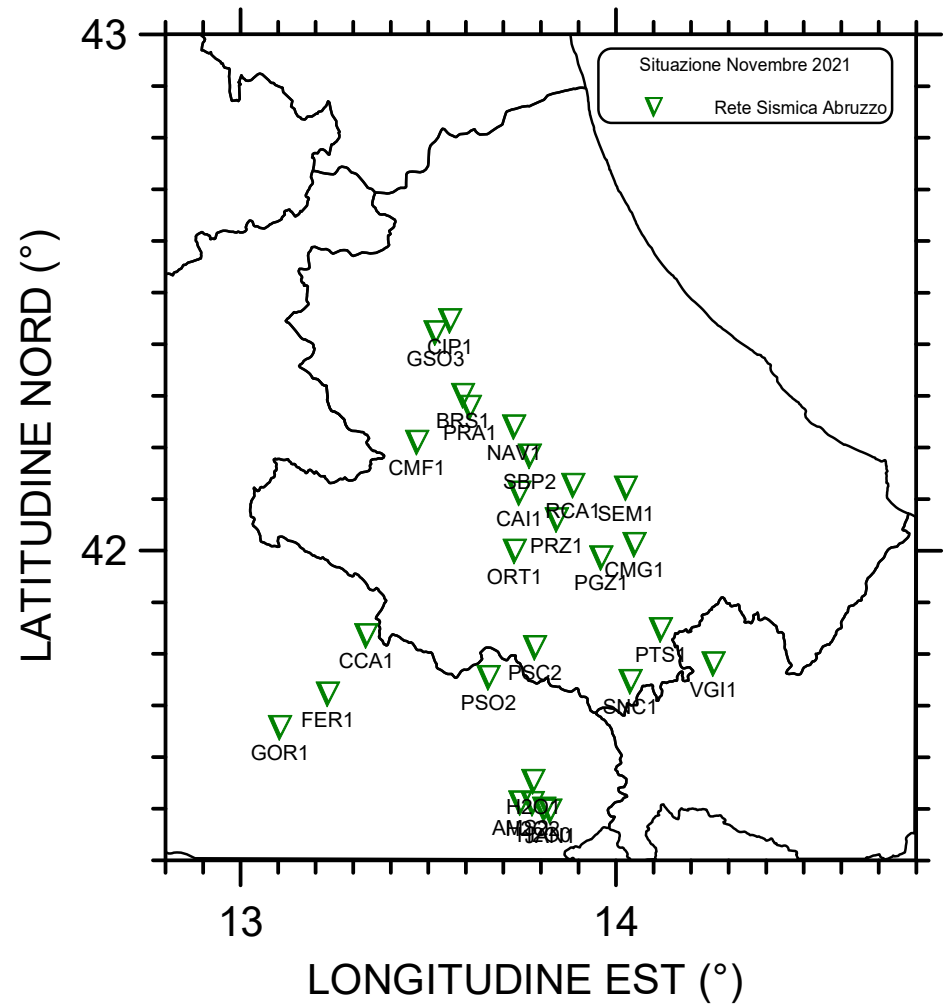 43
Situazione Novembre 2021
Rete Sismica Abruzzo
LATITUDINE NORD (°)
CIP1
GSO3
BRS1
PRA1
NAV1
CMF1
SBP2
RCA1
SEM1
CAI1
PRZ1
42
CMG1
PGZ1
ORT1
PTS1
CCA1
PSC2
VGI1
PSO2
SNC1
FER1
GOR1
H2O1
13
14
LONGITUDINE EST (°)